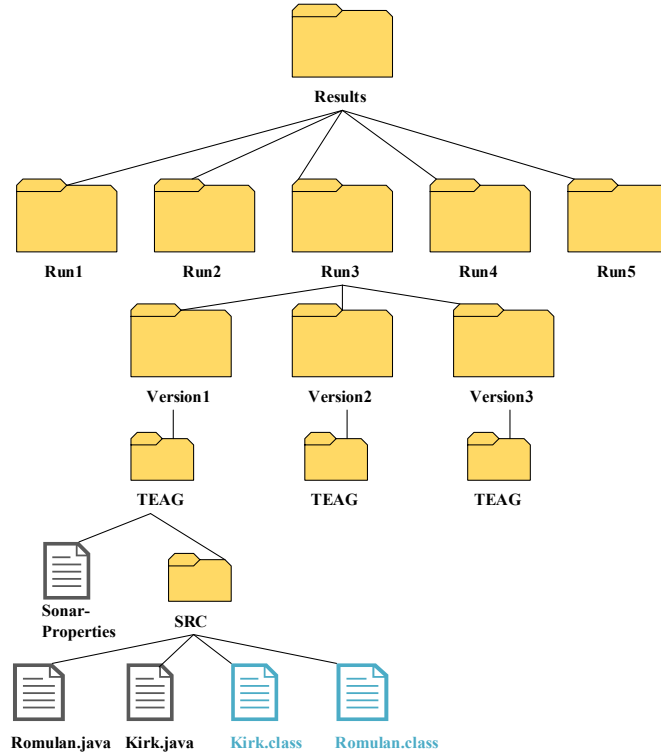 Results
Run1
Run2
Run3
Run4
Run5
Version1
Version2
Version3
TEAG
TEAG
TEAG
Sonar-
Properties
SRC
Romulan.java
Kirk.java
Kirk.class
Romulan.class